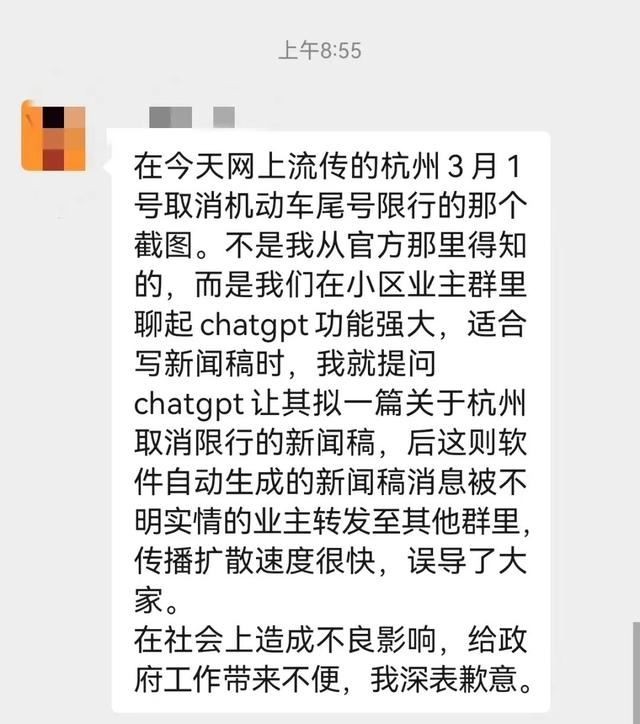 上午8:55
在今天网上流传的杭州3月1
号取消机动车尾号限行的那个
截图。不是我从官方那里得知
的，而是我们在小区业主群里
聊起chatgpt功能强大，适合
写新闻稿时，我就提问
chatgpt让其拟一篇关于杭州
取消限行的新闻稿，后这则软
件自动生成的新闻稿消息被不
明实情的业主转发至其他群里，
传播扩散速度很快，误导了大
家。
在社会上造成不良影响，给政
府工作带来不便，我深表歉意。